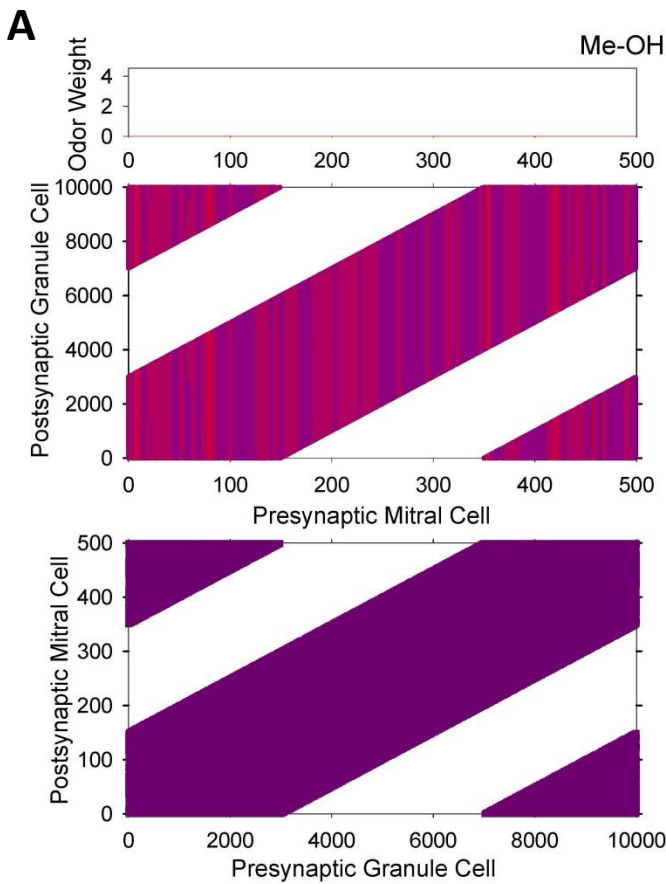 A
Me-OH
Odor Weight
4
2
0
0 100 200 300 400 500
Postsynaptic Granule Cell
10000
8000
6000
4000
2000
0
0 100 200 300 400 500
Presynaptic Mitral Cell
Postsynaptic Mitral Cell
500
400
300
200
100
0
0 2000 4000 6000 8000 10000
Presynaptic Granule Cell